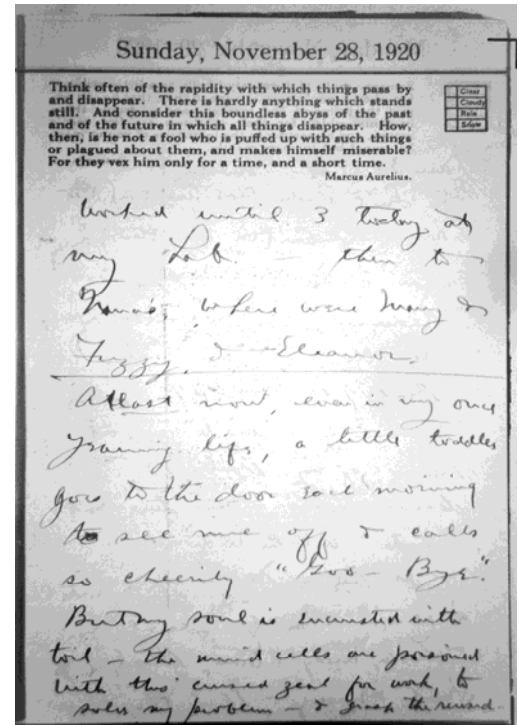 Sunday, November 28, 1920
Think often of the rapidity with which things pass by
and disappear. There is hardly anything which stands
still. And consider this boundless abyss of the past
and of the future in which all things disappear. How,
then, is he not a fool who is puffed up with such things
or plagued about them, and makes himself miserable?
For they vex him only for a time, and a short time.
Marcus Aurelius.
Clear
Cloudy
Rain
Snow
Worked until 3 today at
my Lab. - then to
where were Mary &
Fuzzy, & Eleanor.
At last now, even in my once
life, a little toddler
goes to the door each morning
to see me off & calls
so cheerily "Goo - Bye."
But my soul is encrusted with
toil - the mind cells are poisoned
with this cursed zeal for work, to
solve my problem - & grasp the reward.